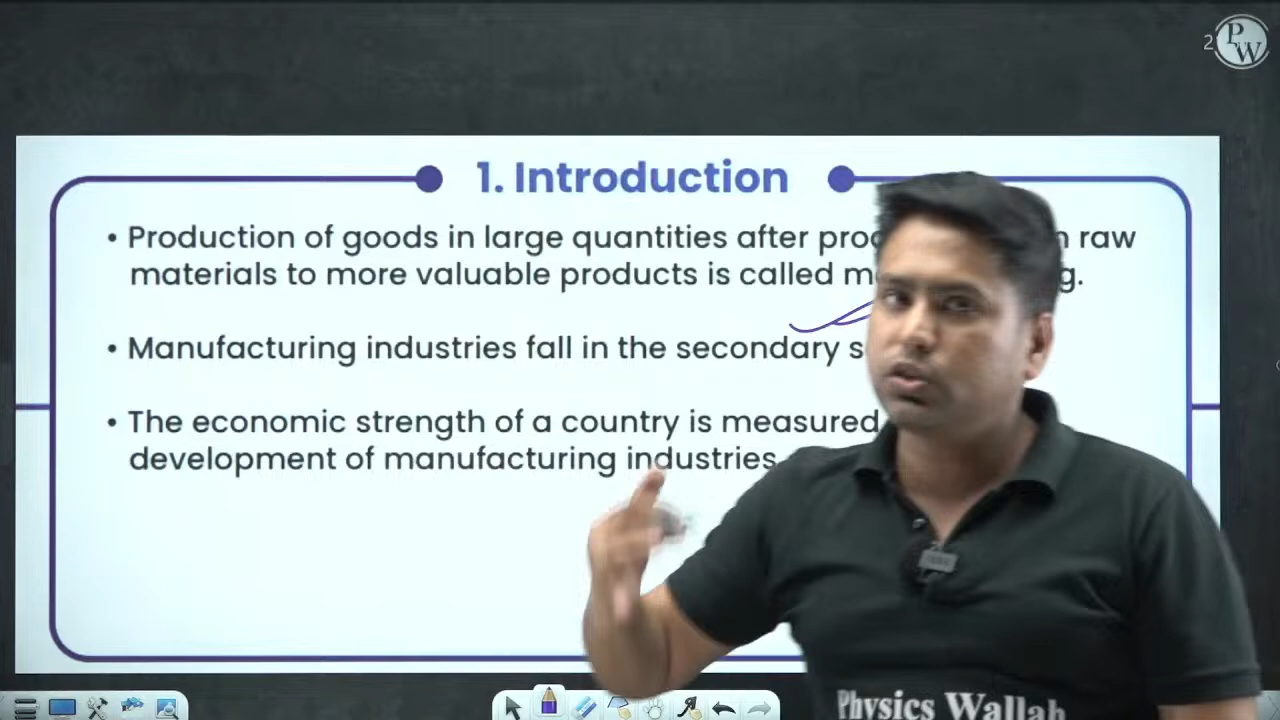 2
PW
1. Introduction
• Production of goods in large quantities after raw
materials to more valuable products is called
• Manufacturing industries fall in the secondary
• The economic strength of a country is measured
development of manufacturing industries
Physics Wallah